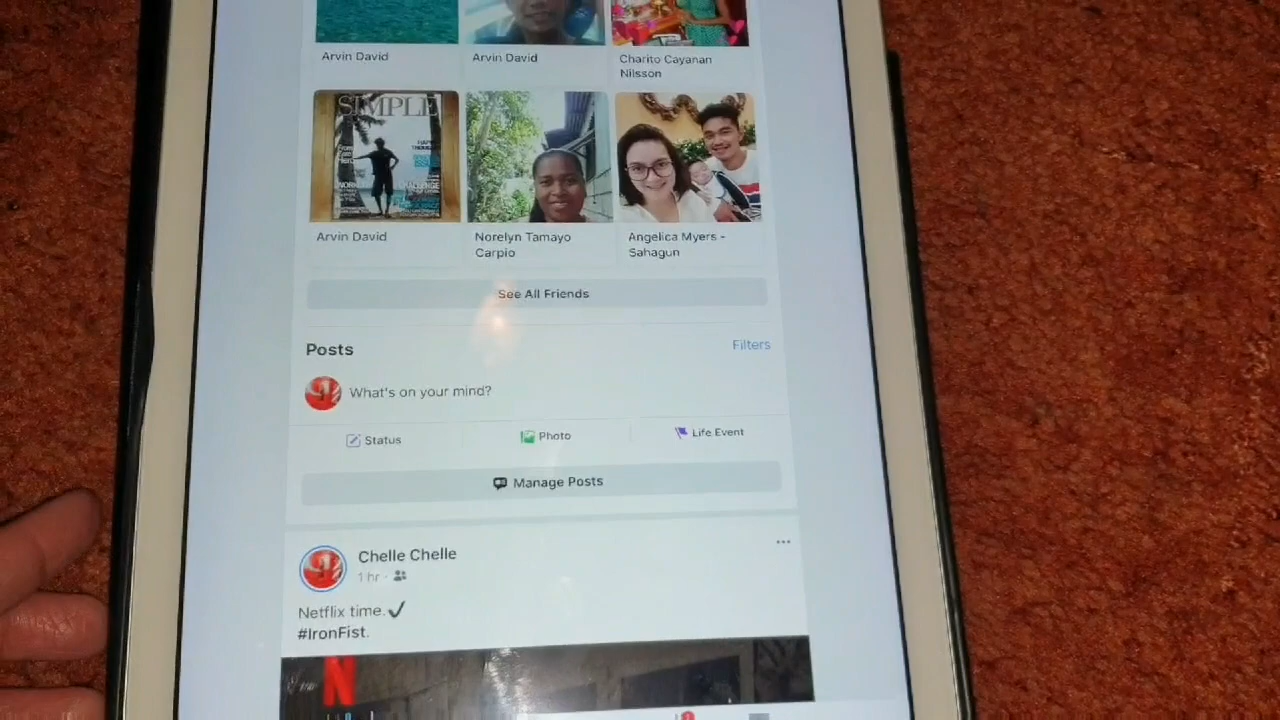 Arvin David
Arvin David
Charito Cayanan
Nilsson
SIMPLE
Arvin David
Norelyn Tamayo
Carpio
Angelica Myers -
Sahagun
See All Friends
Posts
Filters
What's on your mind?
Status
Photo
Life Event
Manage Posts
Chelle Chelle
1 hr
Netflix time.
#IronFist.
N